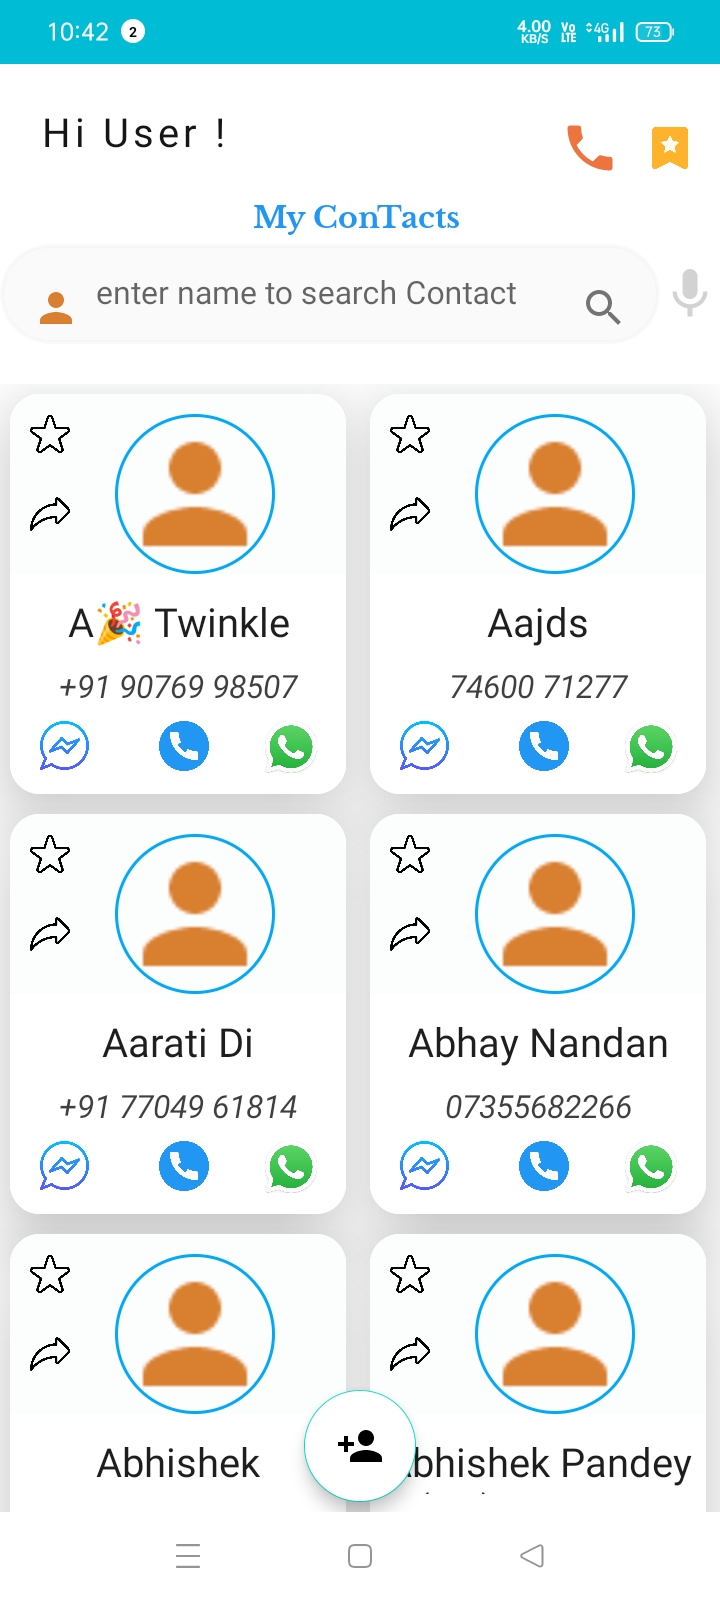 10:42 2 4.00 KB/S Vo LTE 4G 73
Hi User !
My ConTacts
enter name to search Contact
A🎉 Twinkle
+91 90769 98507
Aajds
74600 71277
Aarati Di
+91 77049 61814
Abhay Nandan
07355682266
Abhishek
bhishek Pandey